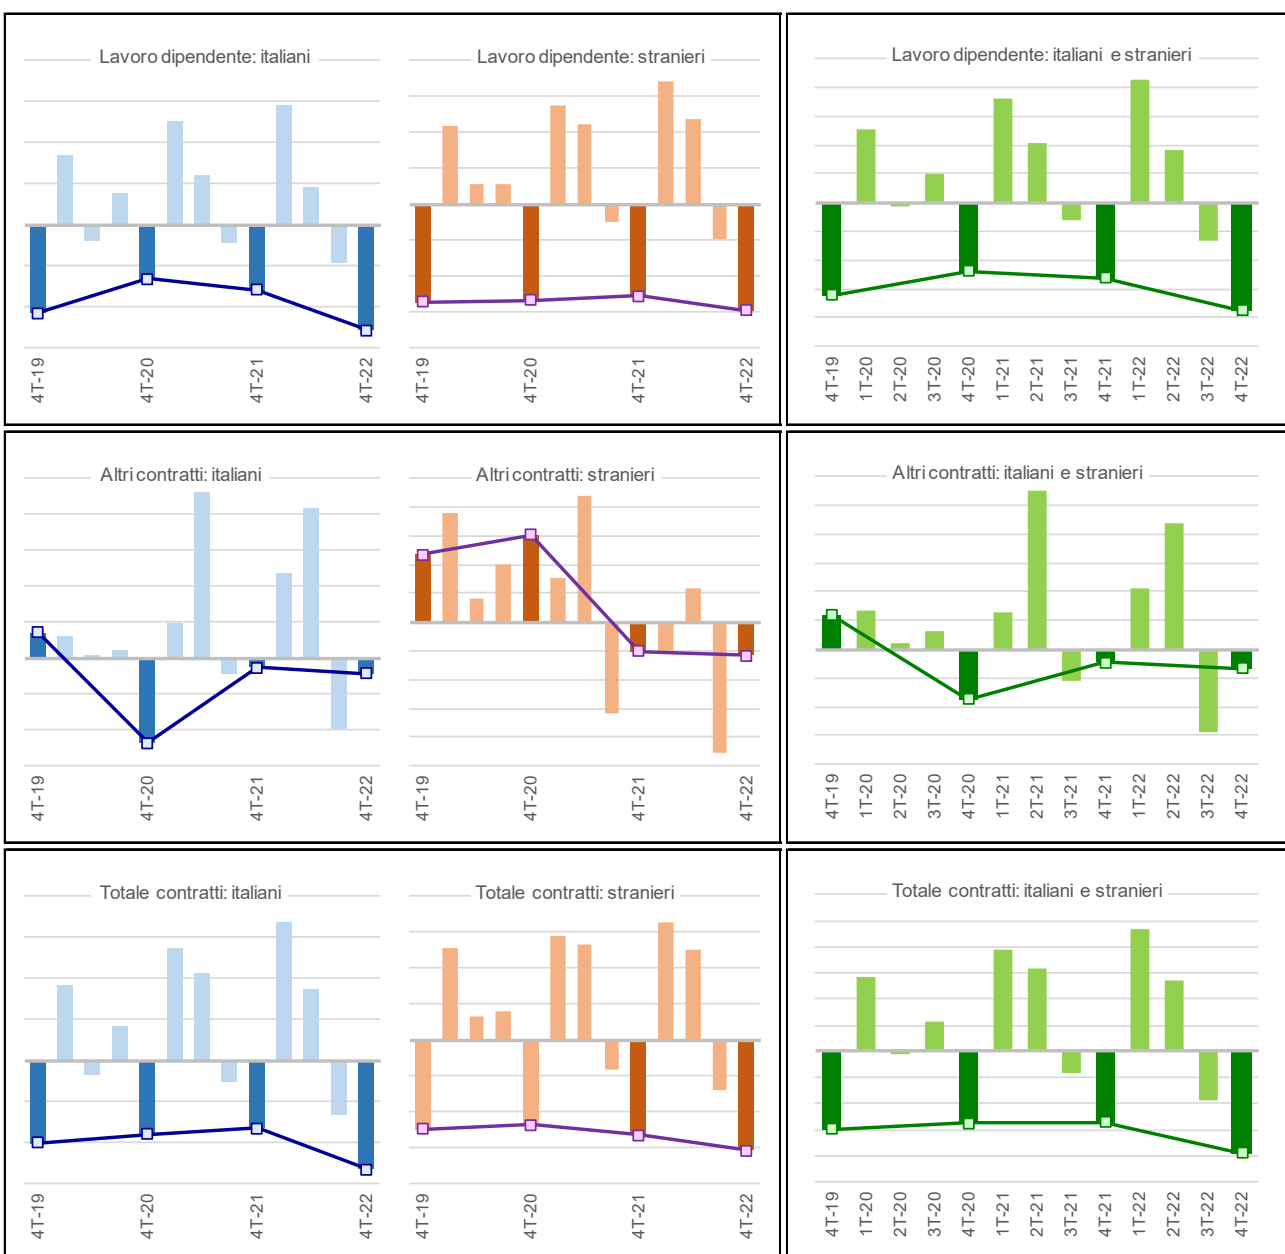 Lavoro dipendente: italiani
Lavoro dipendente: stranieri
Lavoro dipendente: italiani e stranieri
4T-19
4T-20
4T-21
4T-22
4T-19
4T-20
4T-21
4T-22
4T-19
1T-20
2T-20
3T-20
4T-20
1T-21
2T-21
3T-21
4T-21
1T-22
2T-22
3T-22
4T-22
Altri contratti: italiani
Altri contratti: stranieri
Altri contratti: italiani e stranieri
4T-19
4T-20
4T-21
4T-22
4T-19
4T-20
4T-21
4T-22
4T-19
1T-20
2T-20
3T-20
4T-20
1T-21
2T-21
3T-21
4T-21
1T-22
2T-22
3T-22
4T-22
Totale contratti: italiani
Totale contratti: stranieri
Totale contratti: italiani e stranieri
4T-19
4T-20
4T-21
4T-22
4T-19
4T-20
4T-21
4T-22
4T-19
1T-20
2T-20
3T-20
4T-20
1T-21
2T-21
3T-21
4T-21
1T-22
2T-22
3T-22
4T-22